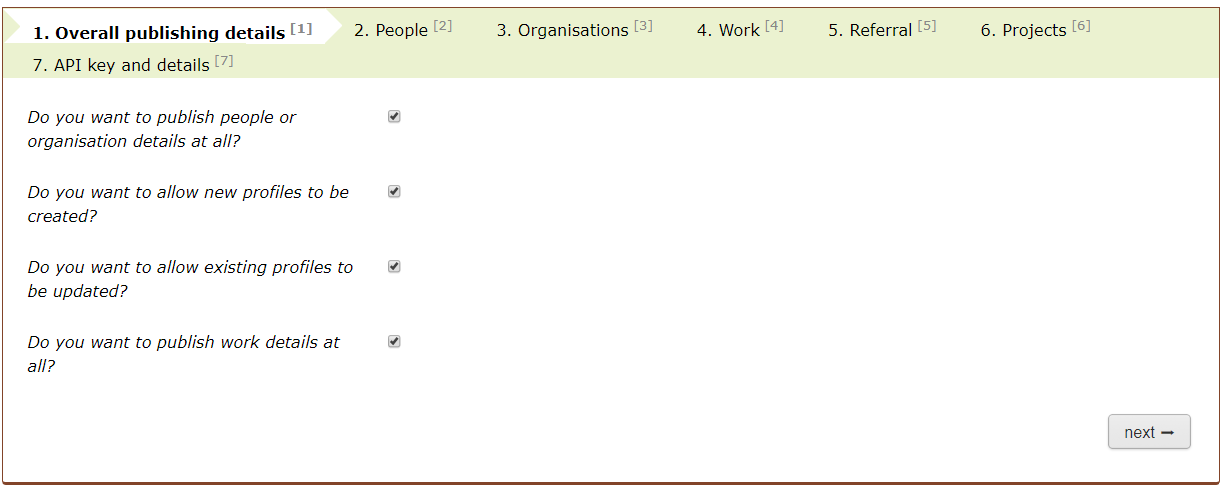 1. Overall publishing details [1] 2. People [2] 3. Organisations [3] 4. Work [4] 5. Referral [5] 6. Projects [6]
7. API key and details [7]
Do you want to publish people or
organisation details at all?
Do you want to allow new profiles to be
created?
Do you want to allow existing profiles to
be updated?
Do you want to publish work details at
all?
next ➞